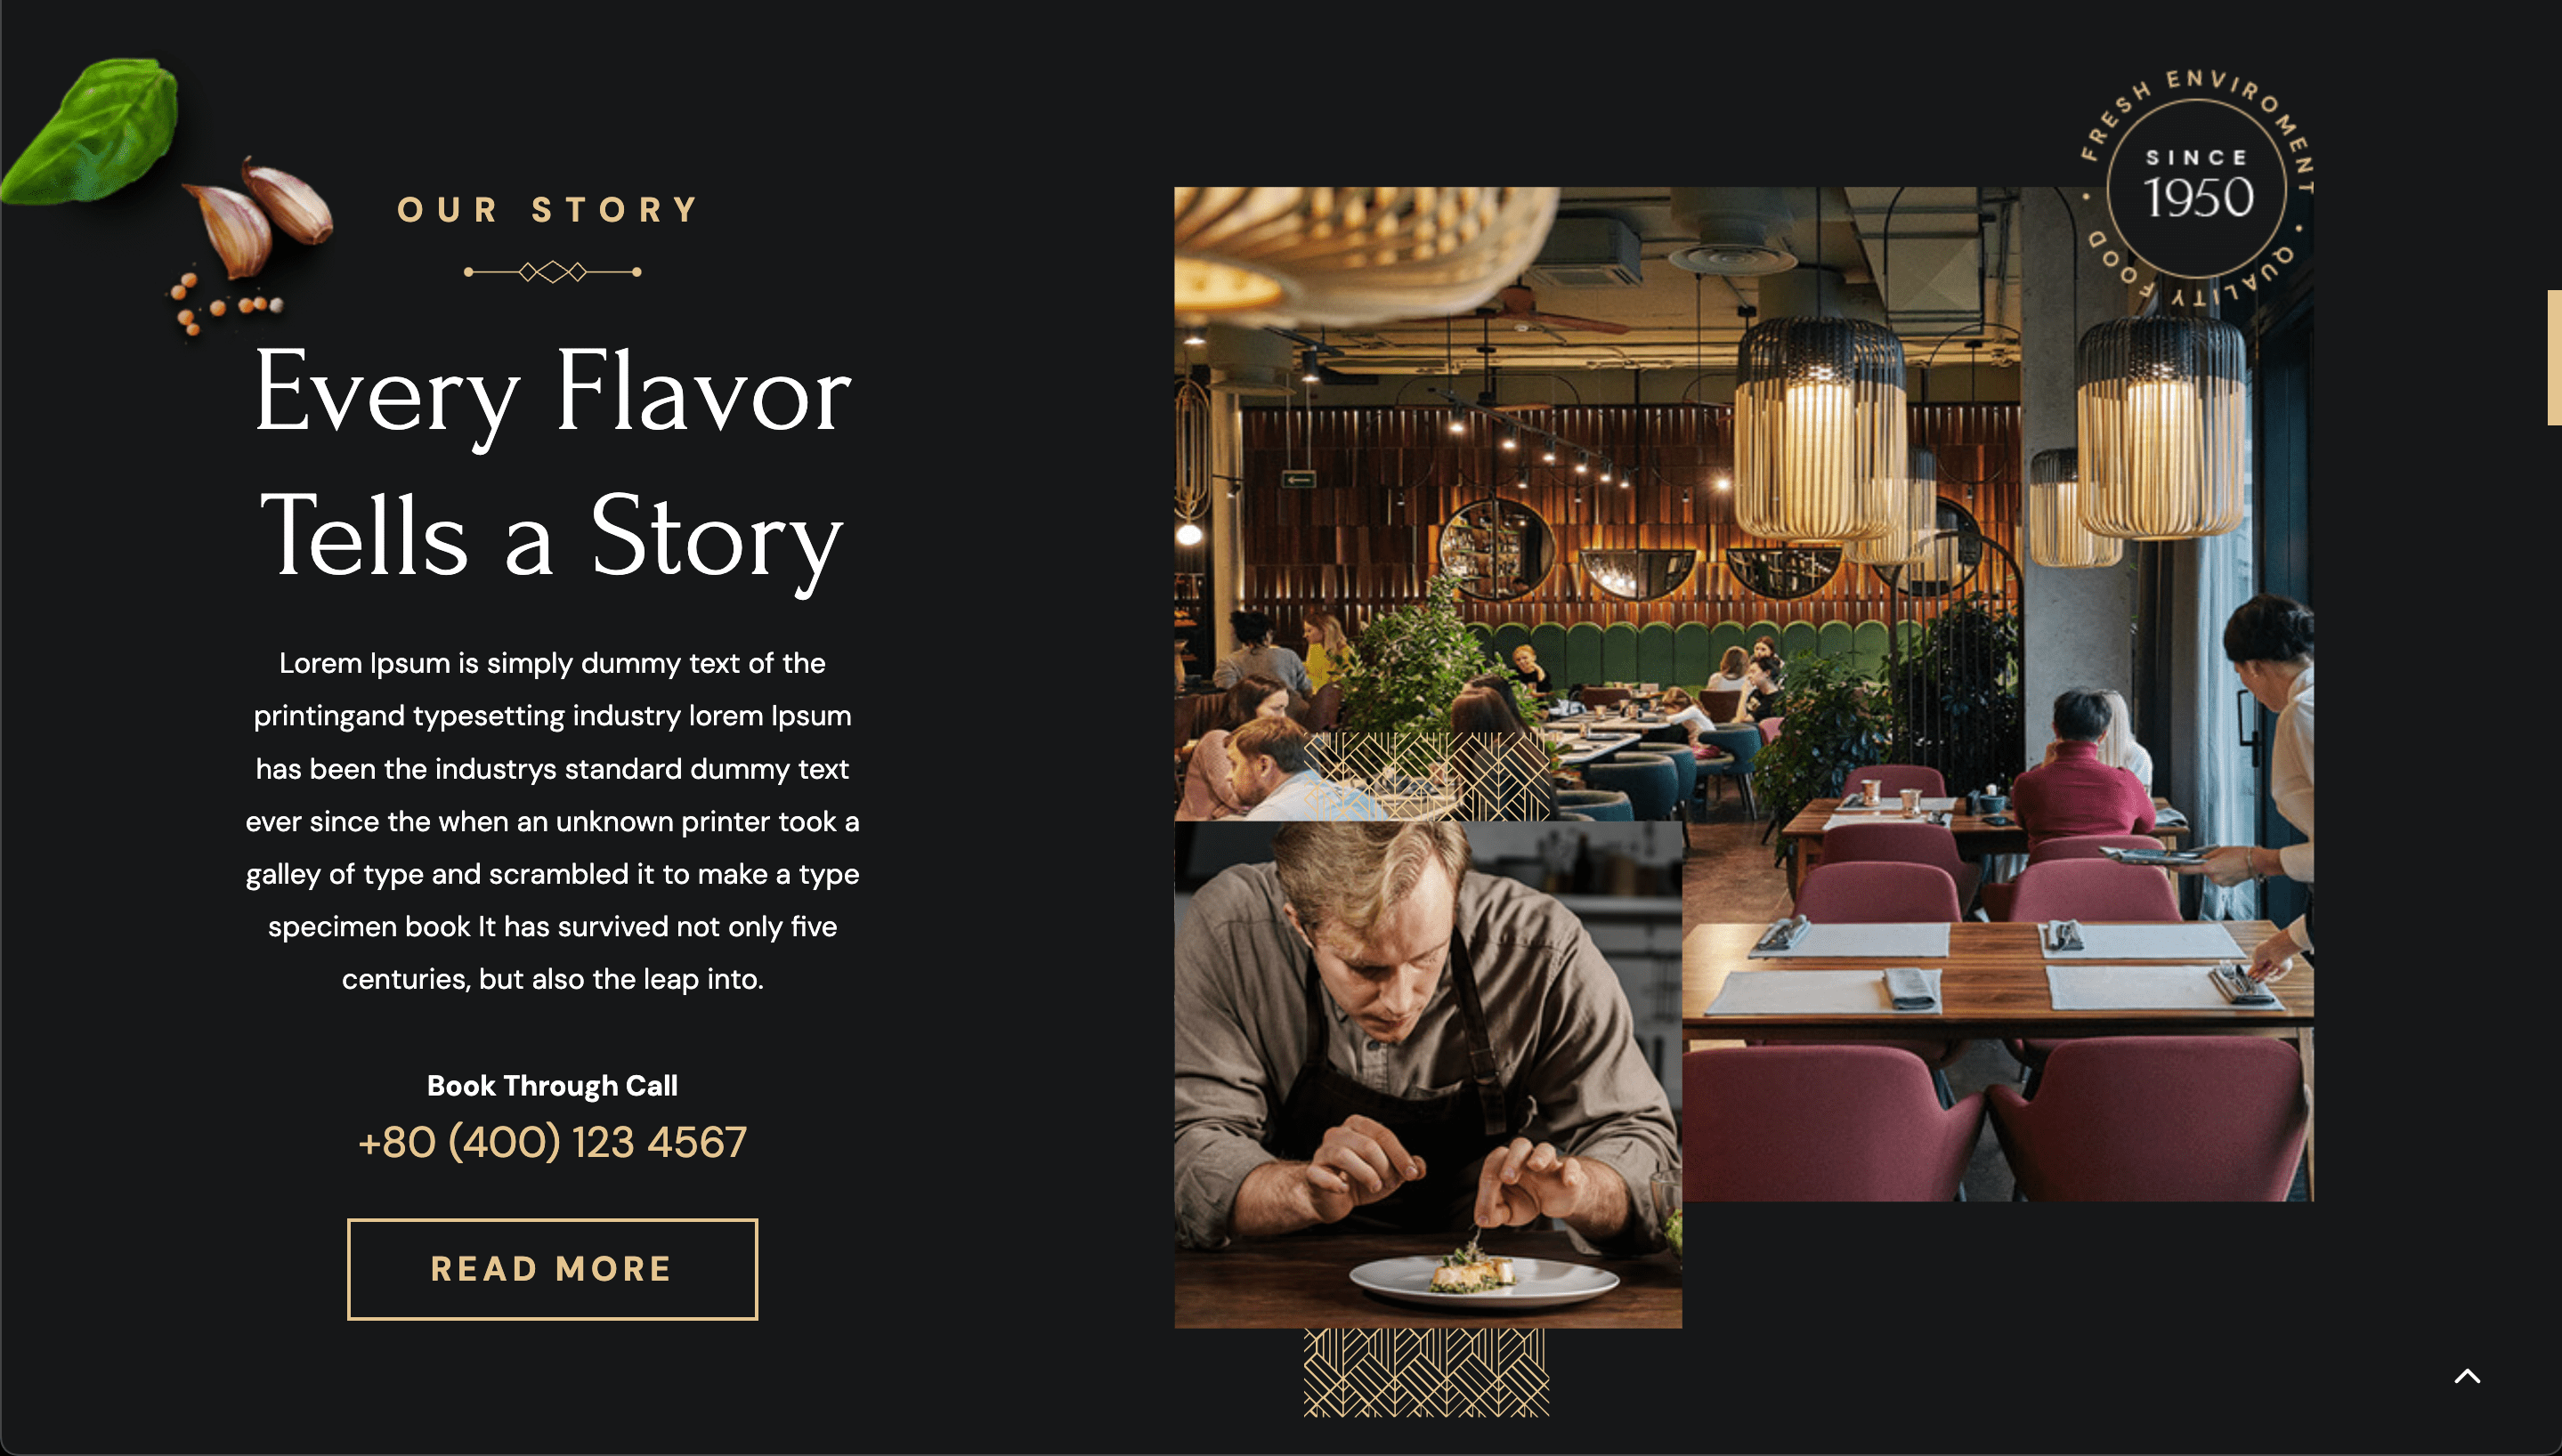 OUR STORY
Every Flavor
Tells a Story
Lorem Ipsum is simply dummy text of the
printingand typesetting industry lorem Ipsum
has been the industrys standard dummy text
ever since the when an unknown printer took a
galley of type and scrambled it to make a type
specimen book It has survived not only five
centuries, but also the leap into.
Book Through Call
+80 (400) 123 4567
READ MORE
• FRESH ENVIROMENT • QUALITY FOOD
SINCE
1950